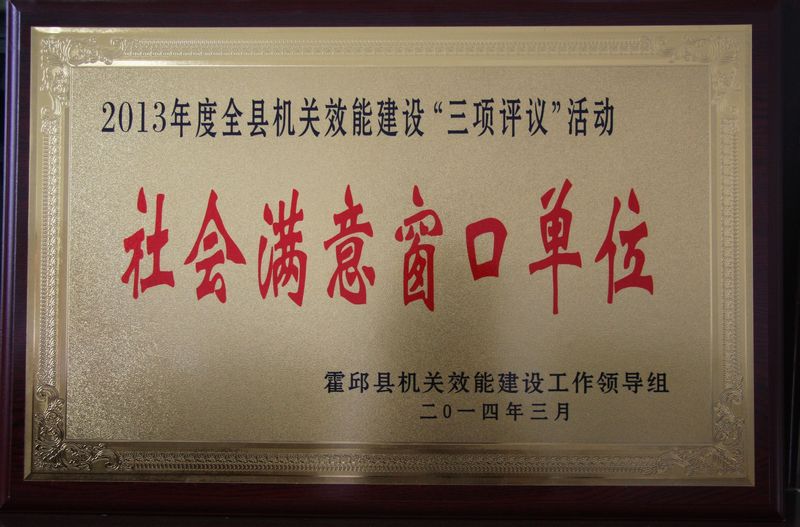 2013年度全县机关效能建设“三项评议”活动
社会满意窗口单位
霍邱县机关效能建设工作领导组
二0一四年三月